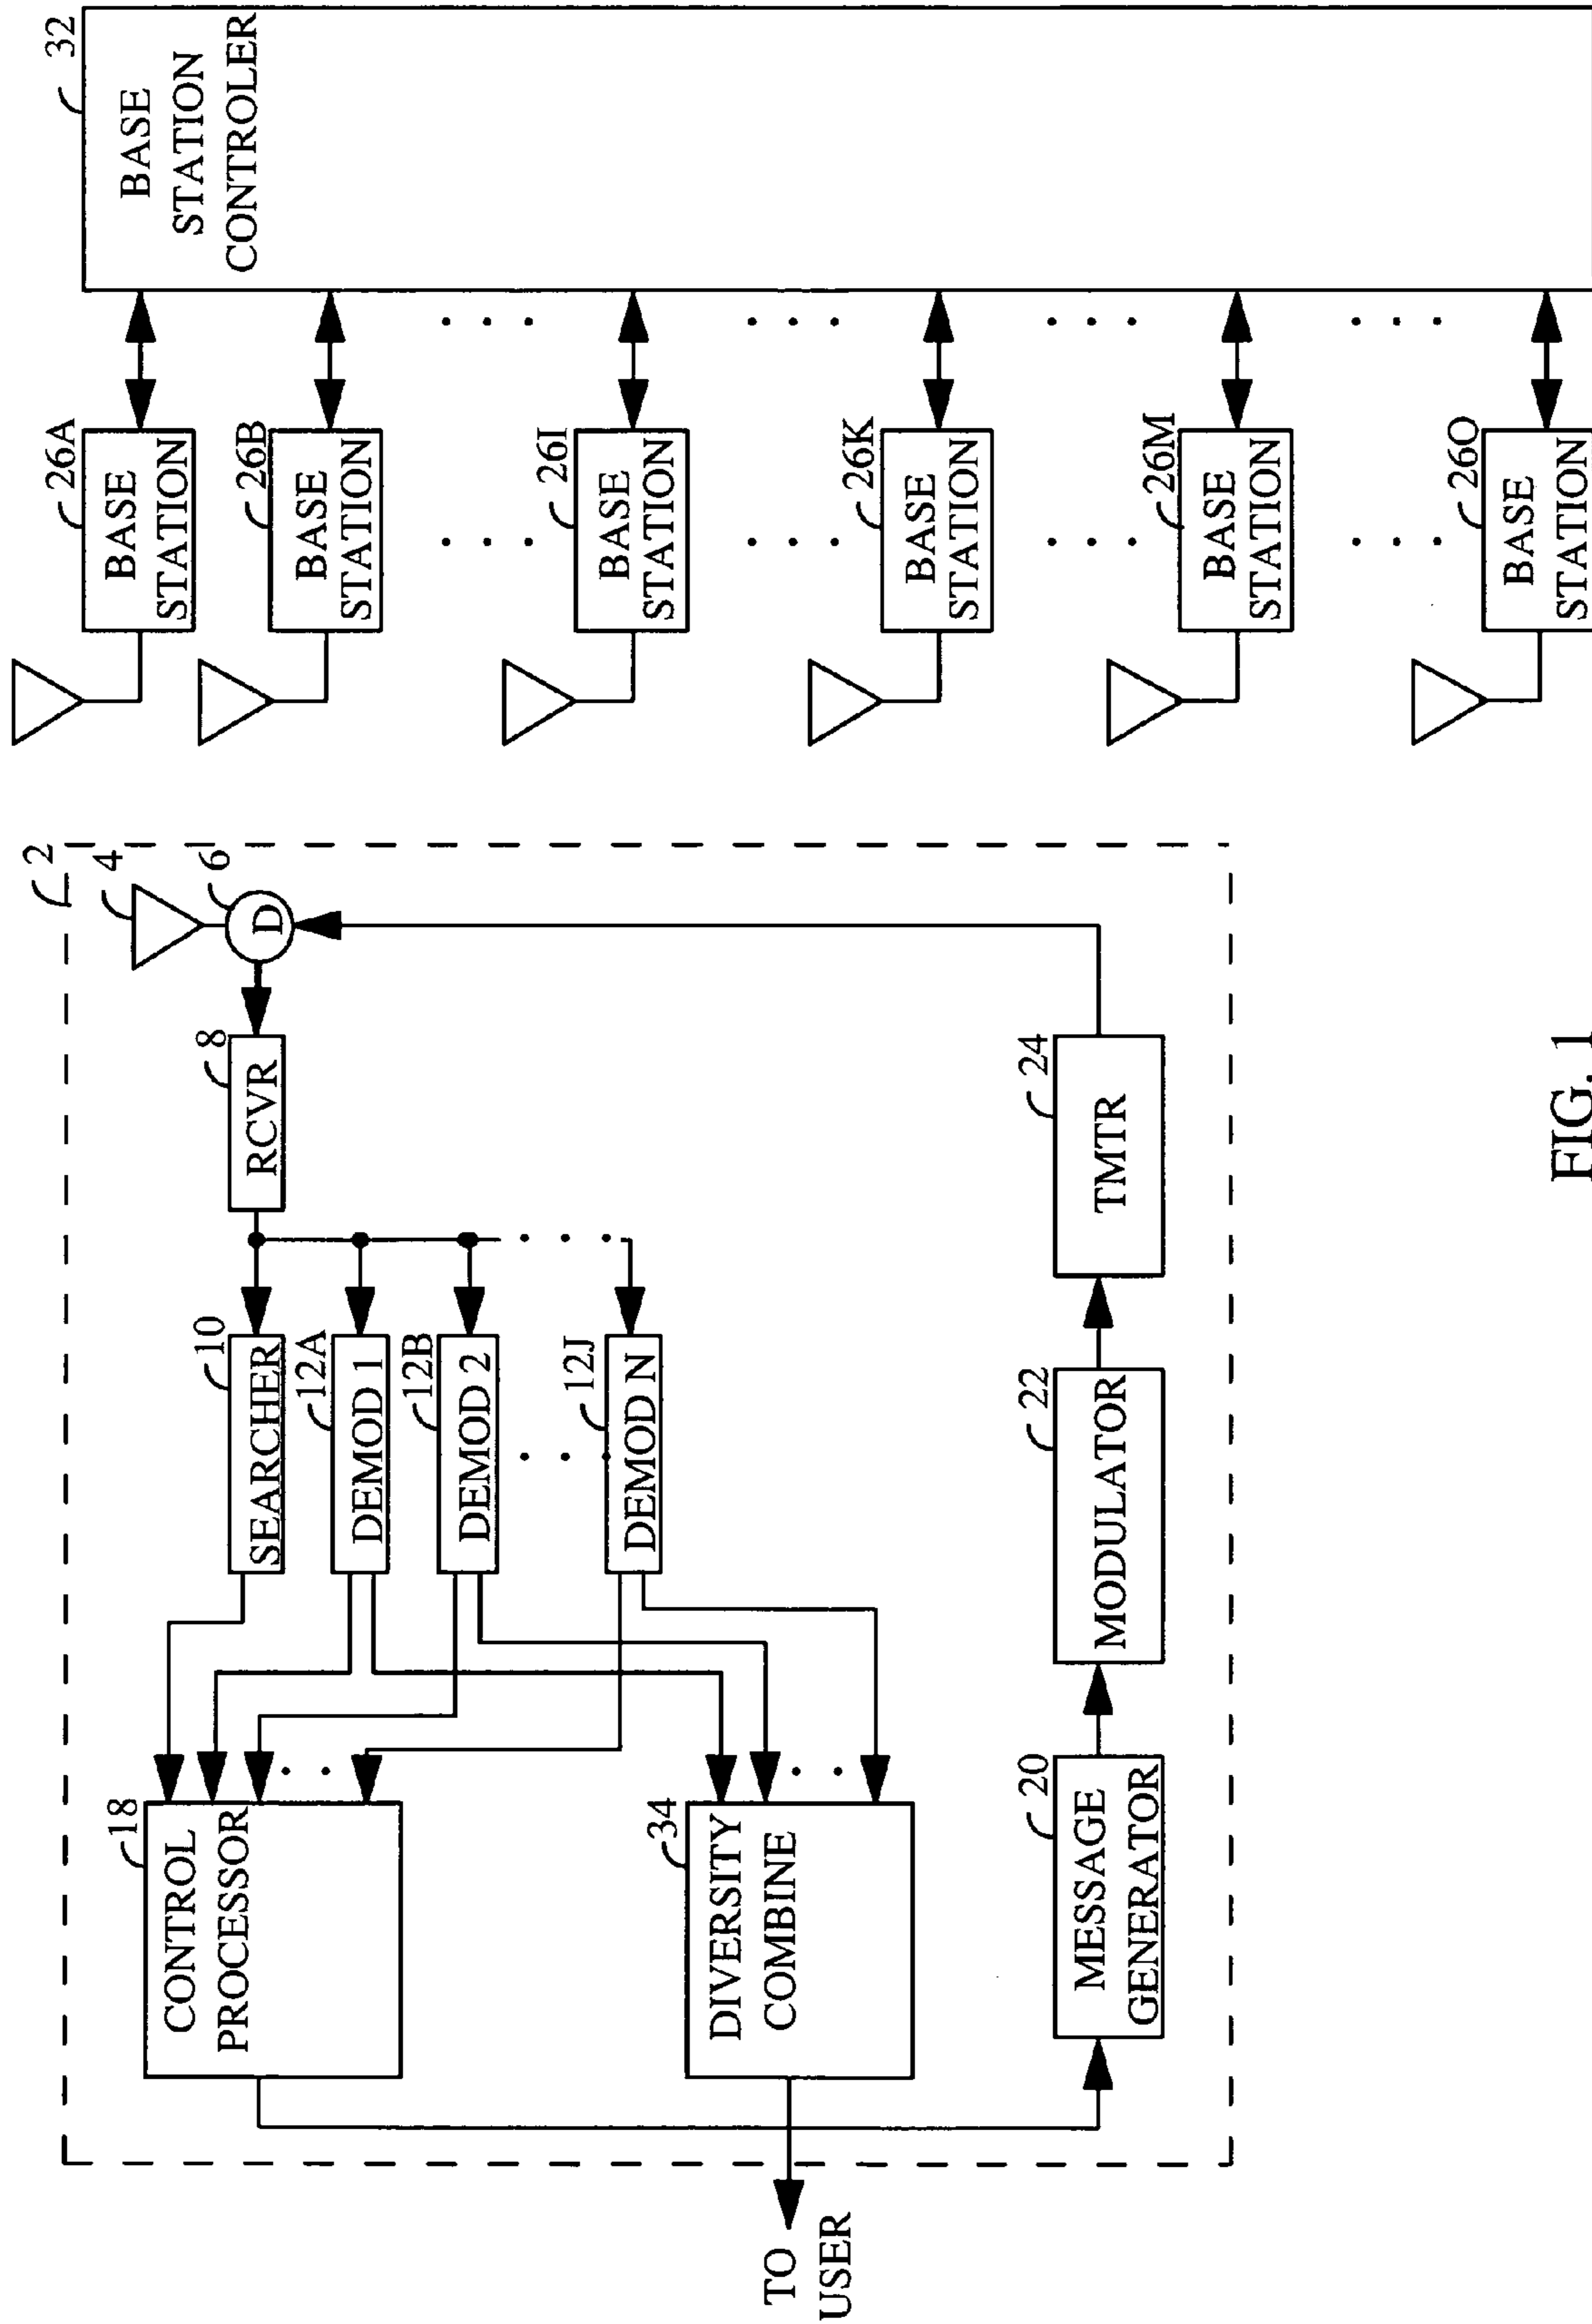 2
4
6
D
8
RCVR
10
SEARCHER
12A
DEMOD 1
12B
DEMOD 2
12J
DEMOD N
18
CONTROL
PROCESSOR
34
DIVERSITY
COMBINE
TO
USER
20
MESSAGE
GENERATOR
22
MODULATOR
24
TMTR
26A
BASE
STATION
26B
BASE
STATION
26I
BASE
STATION
26K
BASE
STATION
26M
BASE
STATION
26O
BASE
STATION
32
BASE
STATION
CONTROLER
FIG. 1